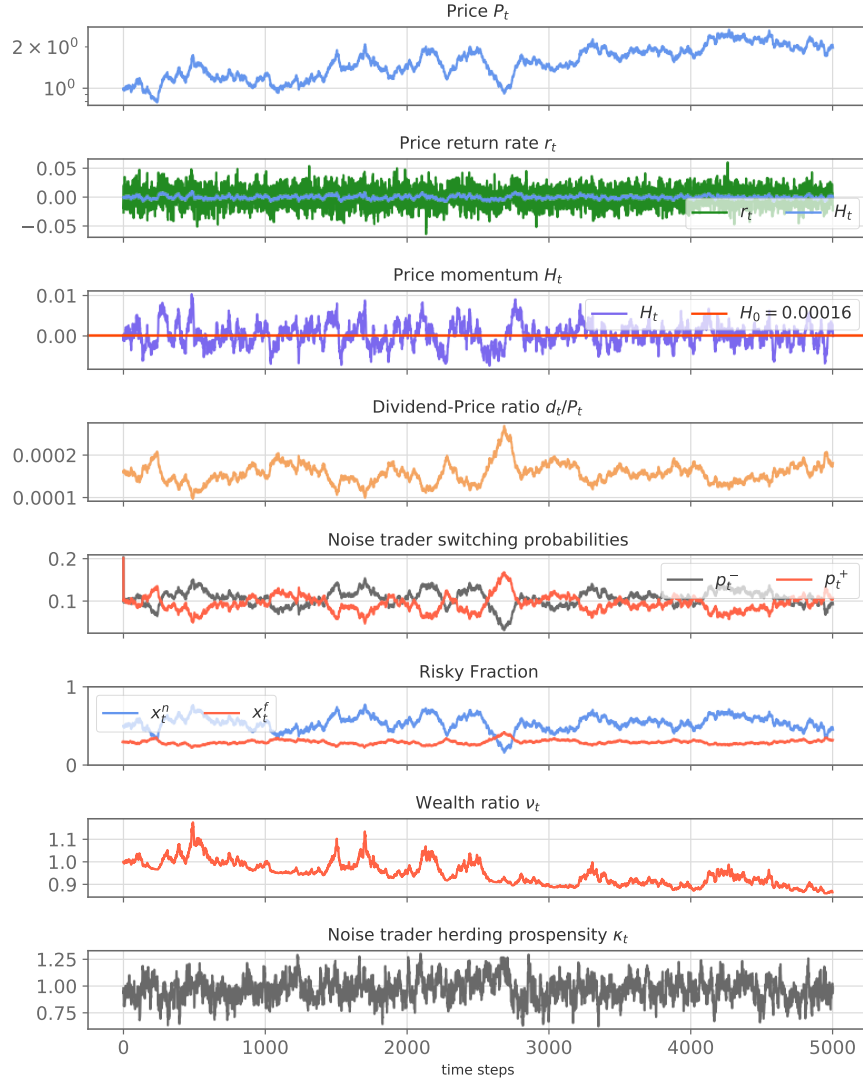 Price P_t
2 × 10^0
10^0
Price return rate r_t
0.05
0.00
−0.05
r_t H_t
Price momentum H_t
0.01
0.00
H_t H_0 = 0.00016
Dividend-Price ratio d_t/P_t
0.0002
0.0001
Noise trader switching probabilities
0.2
0.1
p_t^− p_t^+
Risky Fraction
1
0
x_t^n x_t^f
Wealth ratio ν_t
1.1
1.0
0.9
Noise trader herding prospensity κ_t
1.25
1.00
0.75
0 1000 2000 3000 4000 5000
time steps